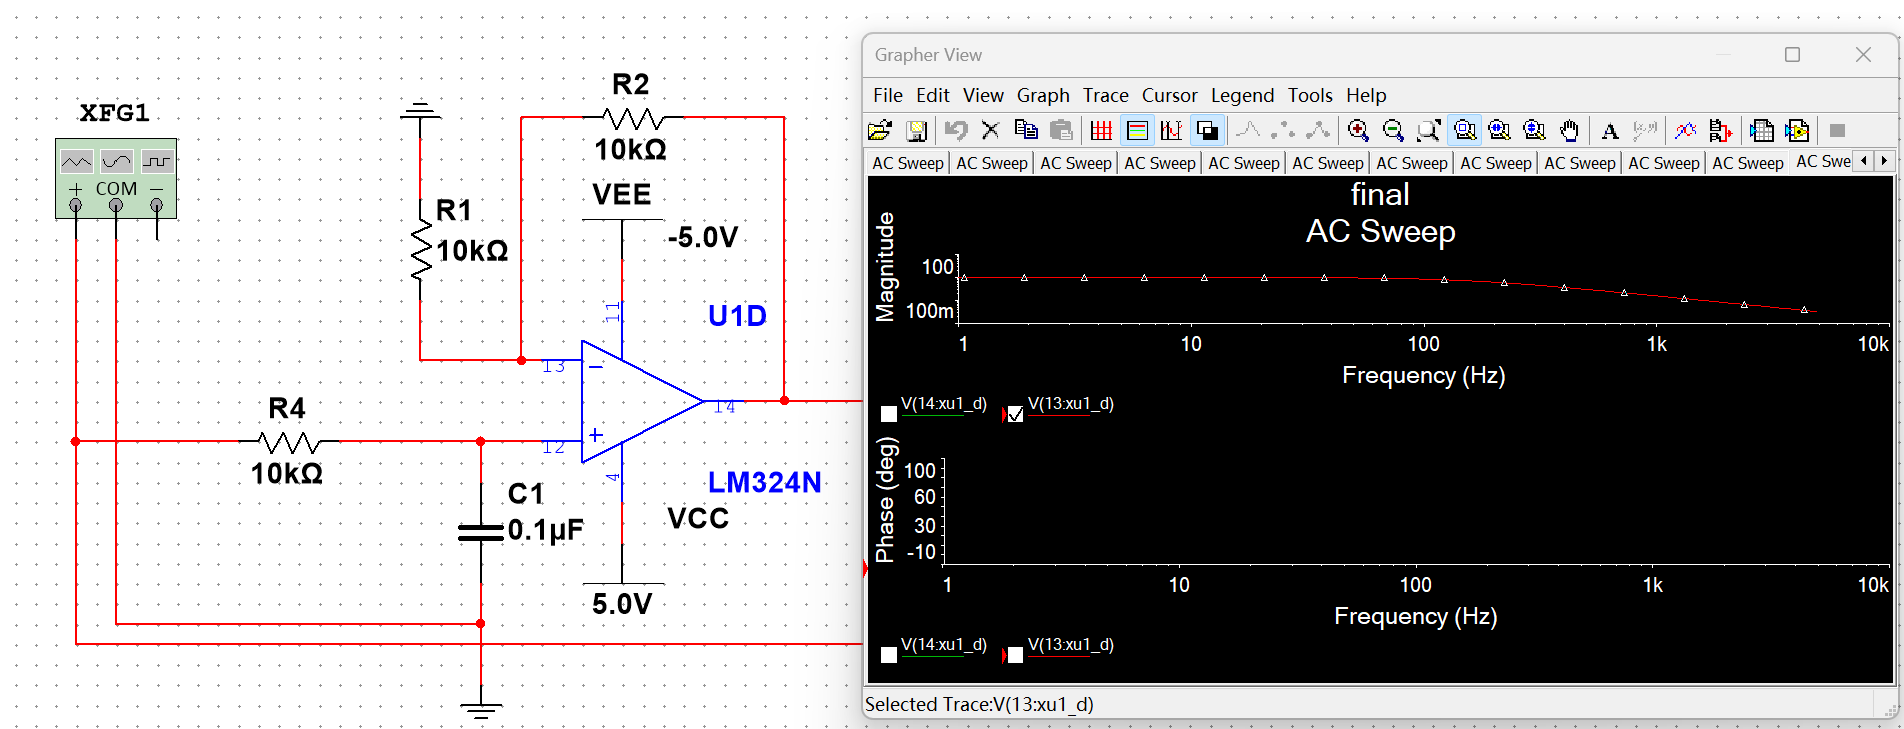 XFG1
+ COM −
R2
10kΩ
VEE
-5.0V
R1
10kΩ
11
U1D
13
−
14
R4
10kΩ
+
12
4
LM324N
C1
0.1µF
VCC
5.0V
Grapher View
File Edit View Graph Trace Cursor Legend Tools Help
A
AC Sweep AC Sweep AC Sweep AC Sweep AC Sweep AC Sweep AC Sweep AC Sweep AC Sweep AC Sweep AC Sweep AC Swe
final
AC Sweep
Magnitude
100
100m
1 10 100 1k 10k
Frequency (Hz)
V(14:xu1_d) V(13:xu1_d)
Phase (deg)
100
60
30
-10
1 10 100 1k 10k
Frequency (Hz)
V(14:xu1_d) V(13:xu1_d)
Selected Trace:V(13:xu1_d)